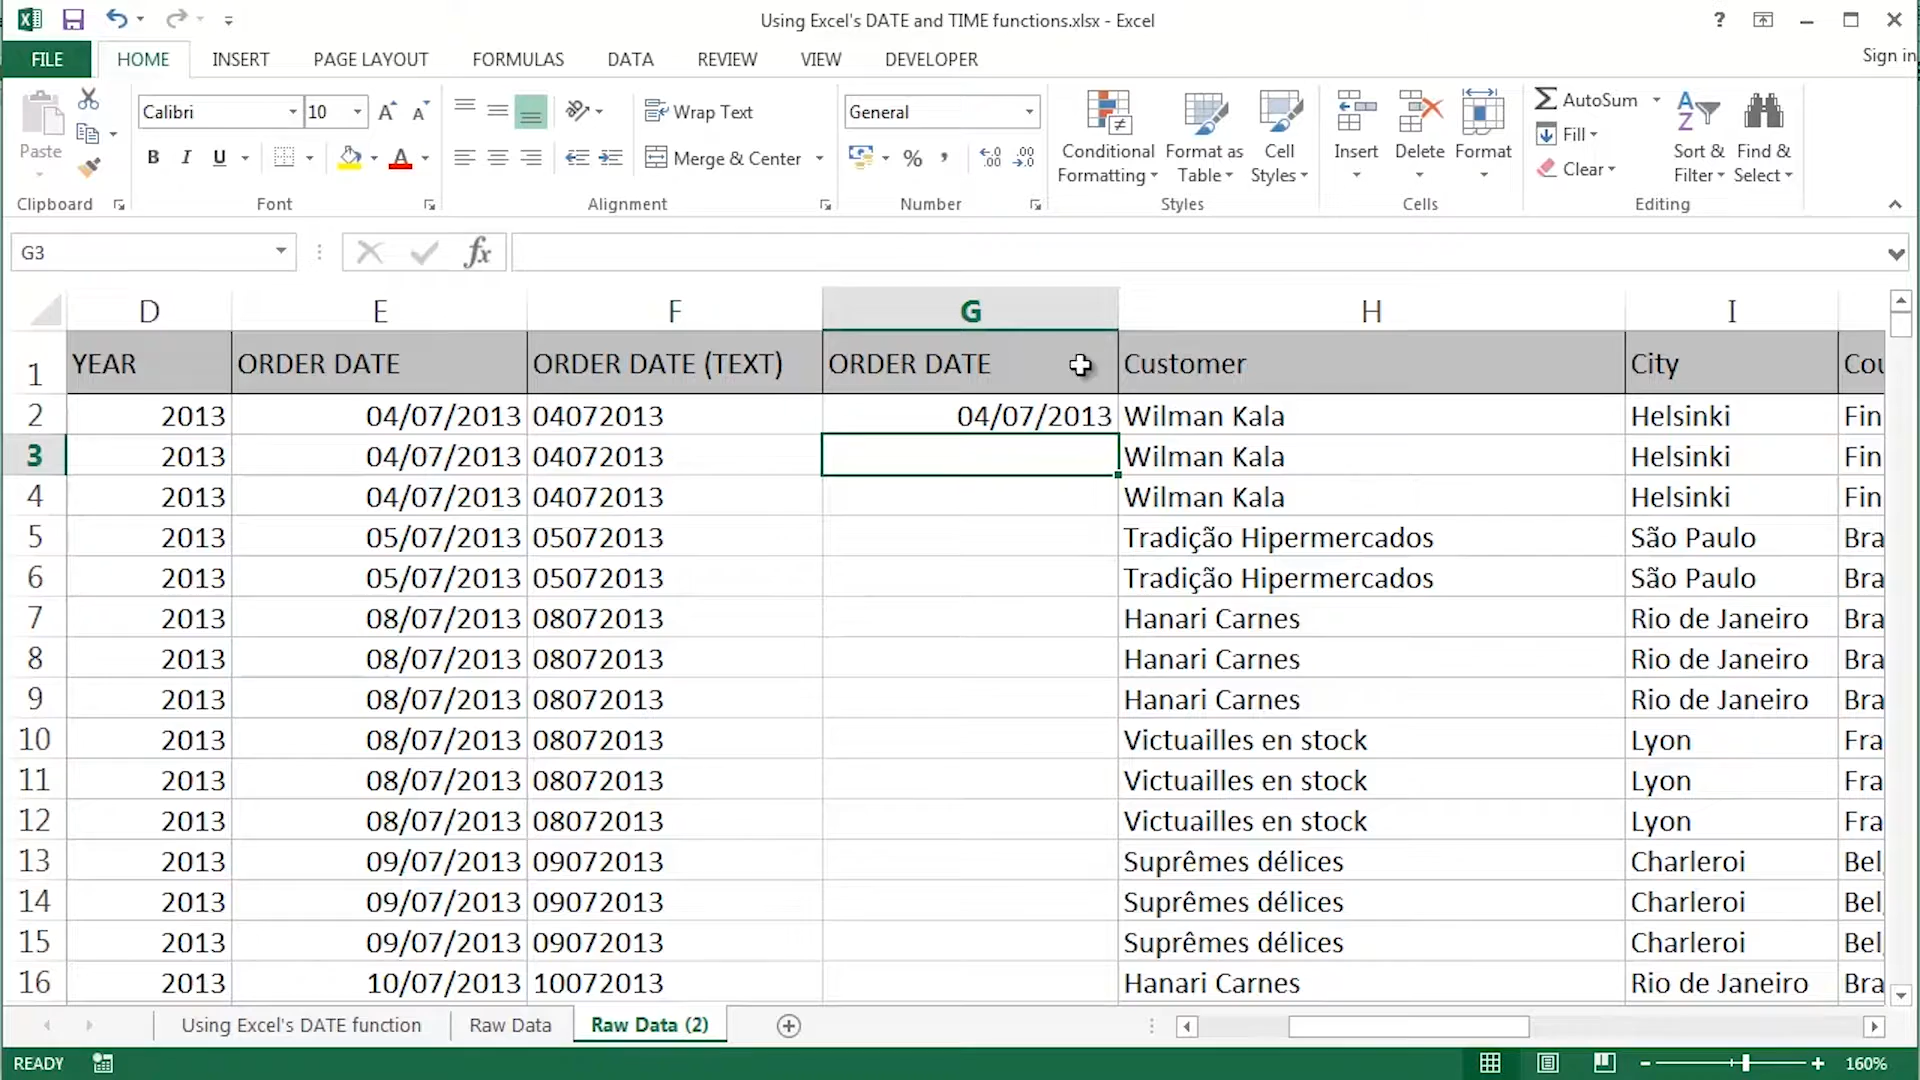 Using Excel's DATE and TIME functions.xlsx - Excel
?
FILE HOME INSERT PAGE LAYOUT FORMULAS DATA REVIEW VIEW DEVELOPER Sign in
Paste
Clipboard
Calibri 10
B I U
Font
Wrap Text
Merge & Center
Alignment
General
% , .00 .00
Number
Conditional Formatting
Format as Table
Cell Styles
Styles
Insert Delete Format
Cells
AutoSum
Fill
Clear
Sort & Filter
Find & Select
Editing
G3 fx
D E F G H I
1 YEAR ORDER DATE ORDER DATE (TEXT) ORDER DATE Customer City Cou
2 2013 04/07/2013 04072013 04/07/2013 Wilman Kala Helsinki Fin
3 2013 04/07/2013 04072013 Wilman Kala Helsinki Fin
4 2013 04/07/2013 04072013 Wilman Kala Helsinki Fin
5 2013 05/07/2013 05072013 Tradição Hipermercados São Paulo Bra
6 2013 05/07/2013 05072013 Tradição Hipermercados São Paulo Bra
7 2013 08/07/2013 08072013 Hanari Carnes Rio de Janeiro Bra
8 2013 08/07/2013 08072013 Hanari Carnes Rio de Janeiro Bra
9 2013 08/07/2013 08072013 Hanari Carnes Rio de Janeiro Bra
10 2013 08/07/2013 08072013 Victuailles en stock Lyon Fra
11 2013 08/07/2013 08072013 Victuailles en stock Lyon Fra
12 2013 08/07/2013 08072013 Victuailles en stock Lyon Fra
13 2013 09/07/2013 09072013 Suprêmes délices Charleroi Bel
14 2013 09/07/2013 09072013 Suprêmes délices Charleroi Bel
15 2013 09/07/2013 09072013 Suprêmes délices Charleroi Bel
16 2013 10/07/2013 10072013 Hanari Carnes Rio de Janeiro Bra
Using Excel's DATE function Raw Data Raw Data (2)
READY 160%